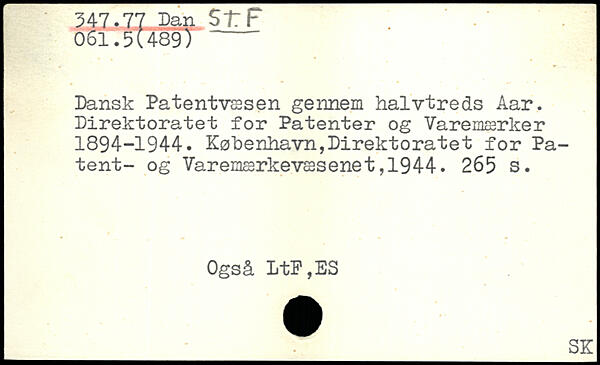 347.77 Dan StF
061.5(489)
Dansk Patentvæsen gennem halvtreds Aar.
Direktoratet for Patenter og Varemærker
1894-1944. København,Direktoratet for Pa-
tent- og Varemærkevæsenet,1944. 265 s.
Også LtF,ES
SK